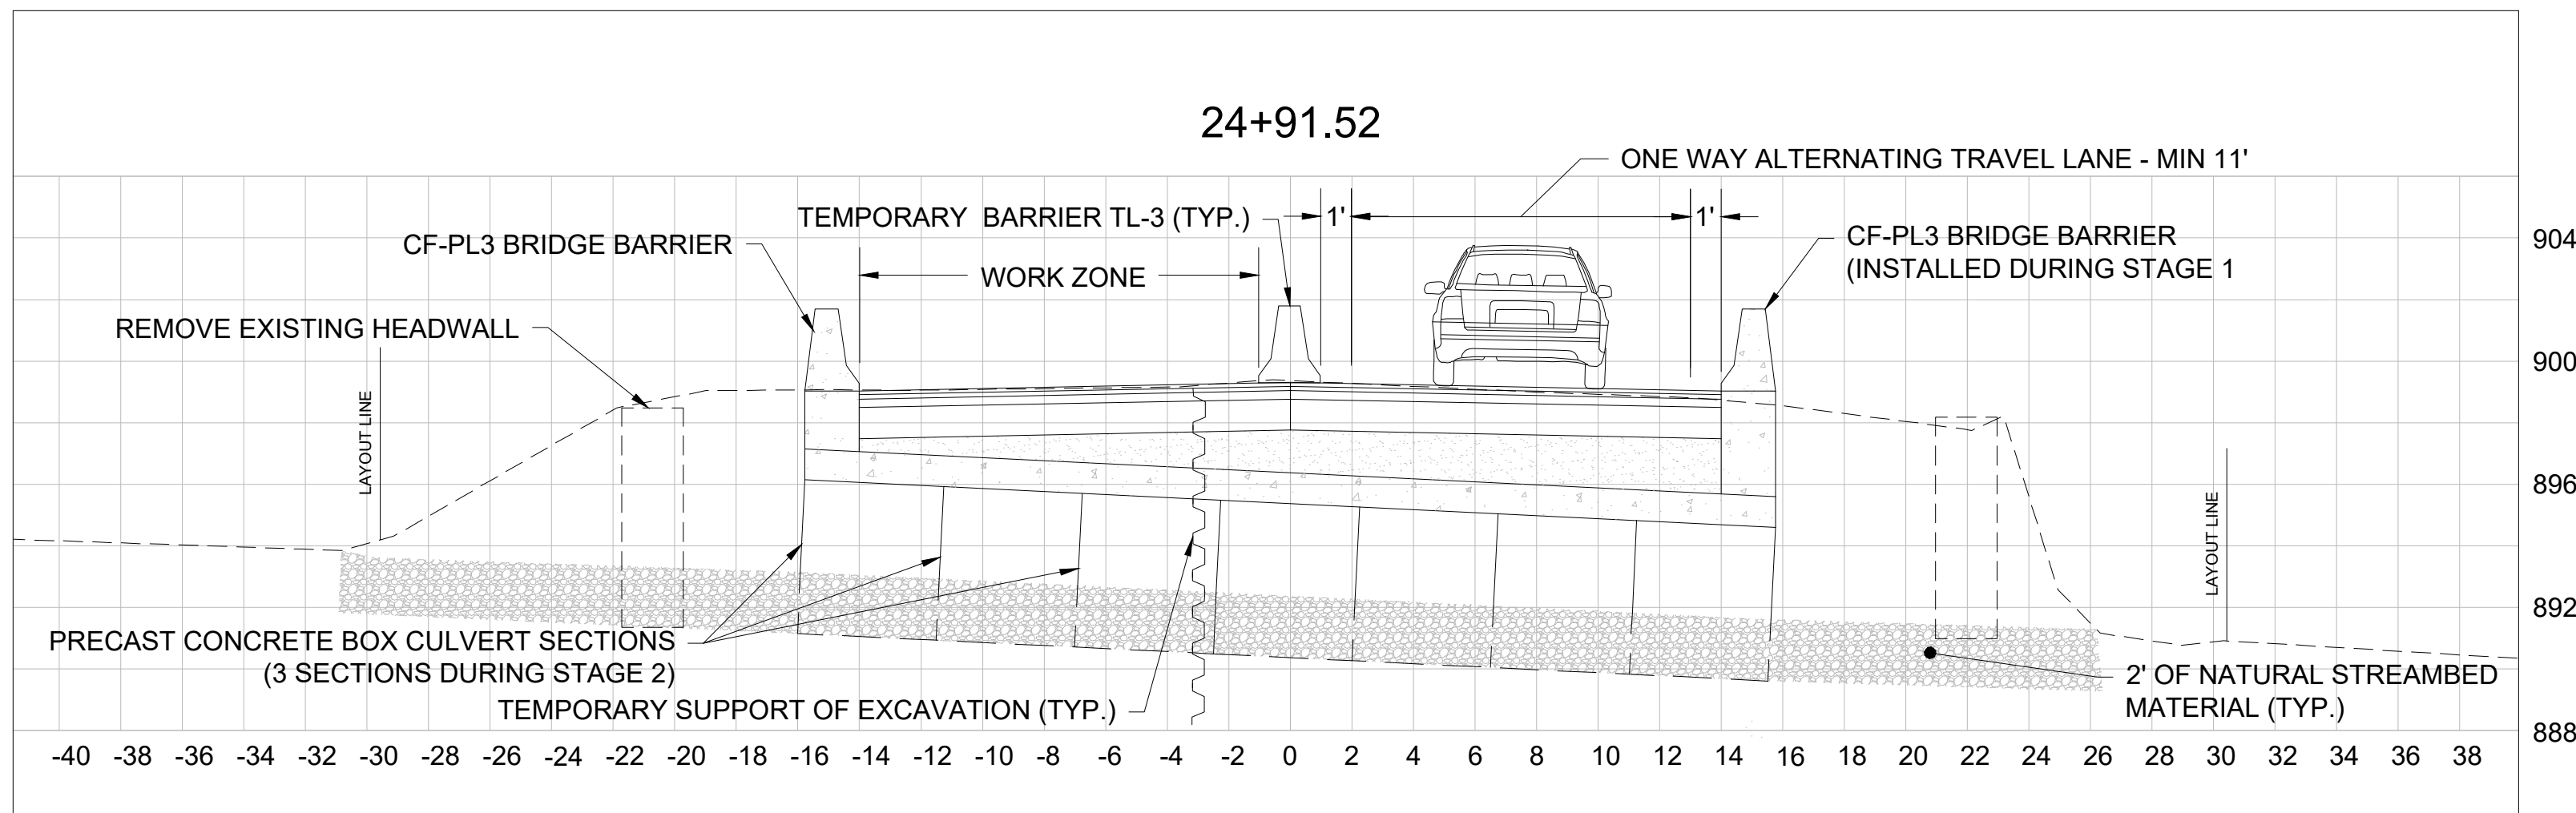 24+91.52
ONE WAY ALTERNATING TRAVEL LANE - MIN 11'
TEMPORARY BARRIER TL-3 (TYP.)
1'
1'
CF-PL3 BRIDGE BARRIER
CF-PL3 BRIDGE BARRIER
(INSTALLED DURING STAGE 1
904
WORK ZONE
REMOVE EXISTING HEADWALL
900
LAYOUT LINE
896
LAYOUT LINE
892
PRECAST CONCRETE BOX CULVERT SECTIONS
(3 SECTIONS DURING STAGE 2)
TEMPORARY SUPPORT OF EXCAVATION (TYP.)
2' OF NATURAL STREAMBED
MATERIAL (TYP.)
888
-40 -38 -36 -34 -32 -30 -28 -26 -24 -22 -20 -18 -16 -14 -12 -10 -8 -6 -4 -2 0 2 4 6 8 10 12 14 16 18 20 22 24 26 28 30 32 34 36 38